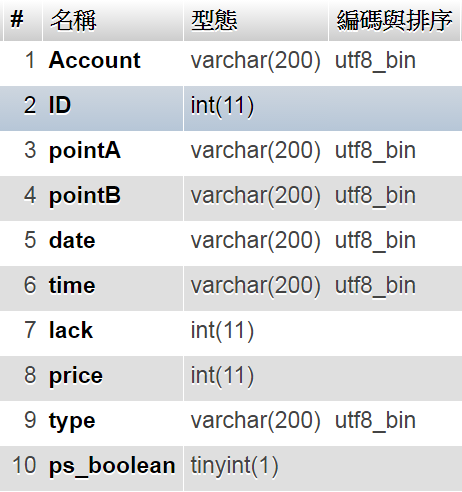 # 名稱 型態 編碼與排序
1 Account varchar(200) utf8_bin
2 ID int(11)
3 pointA varchar(200) utf8_bin
4 pointB varchar(200) utf8_bin
5 date varchar(200) utf8_bin
6 time varchar(200) utf8_bin
7 lack int(11)
8 price int(11)
9 type varchar(200) utf8_bin
10 ps_boolean tinyint(1)